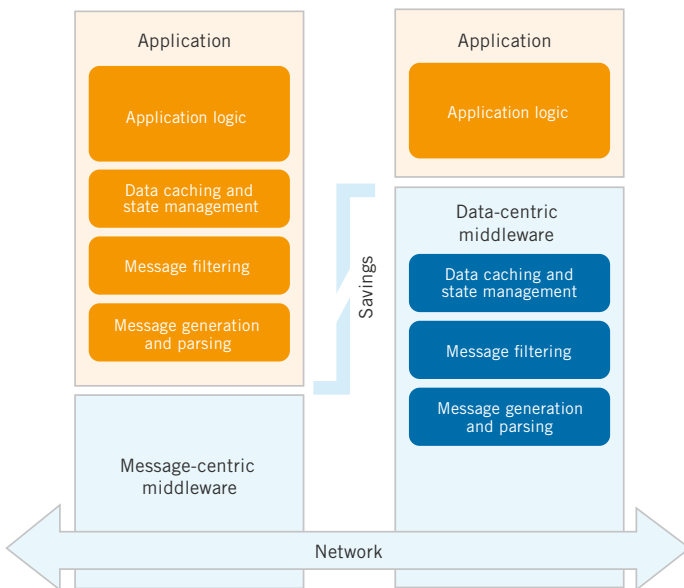 Application
Application logic
Data caching and
state management
Message filtering
Message generation
and parsing
Message-centric
middleware
Savings
Application
Application logic
Data-centric
middleware
Data caching and
state management
Message filtering
Message generation
and parsing
Network